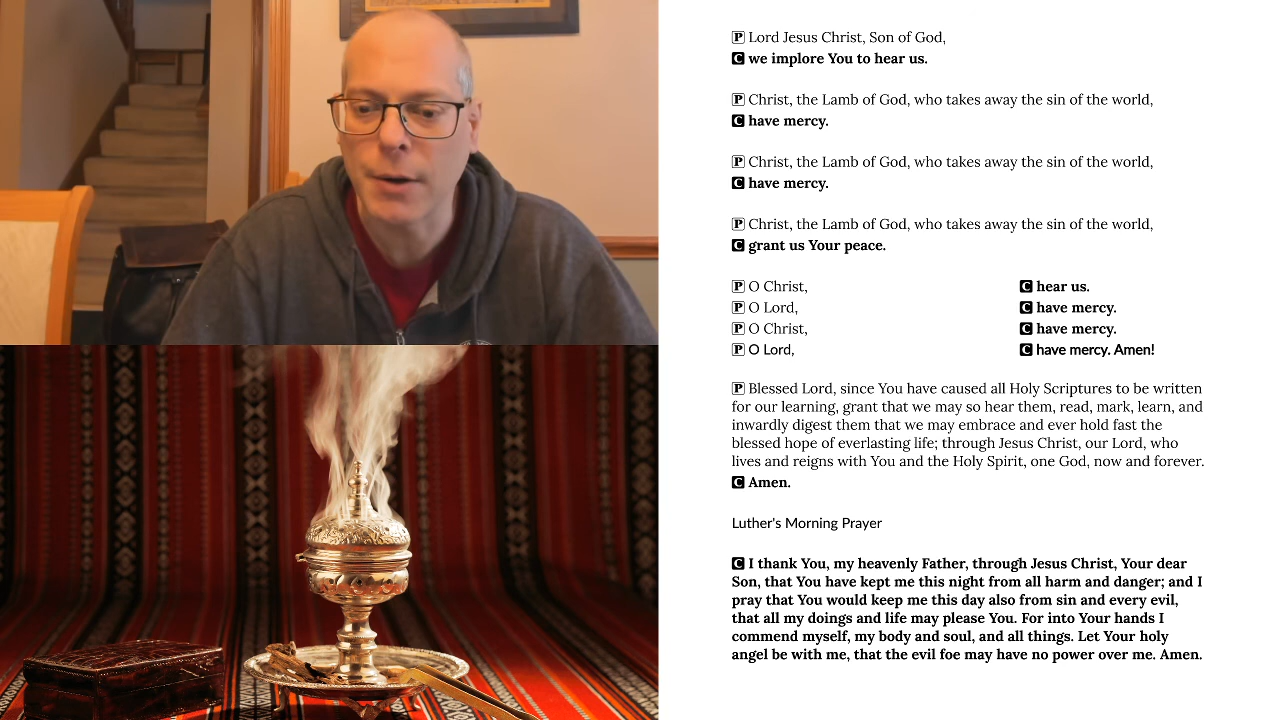 P Lord Jesus Christ, Son of God,
C we implore You to hear us.
P Christ, the Lamb of God, who takes away the sin of the world,
C have mercy.
P Christ, the Lamb of God, who takes away the sin of the world,
C have mercy.
P Christ, the Lamb of God, who takes away the sin of the world,
C grant us Your peace.
P O Christ, C hear us.
P O Lord, C have mercy.
P O Christ, C have mercy.
P O Lord, C have mercy. Amen!
P Blessed Lord, since You have caused all Holy Scriptures to be written
for our learning, grant that we may so hear them, read, mark, learn, and
inwardly digest them that we may embrace and ever hold fast the
blessed hope of everlasting life; through Jesus Christ, our Lord, who
lives and reigns with You and the Holy Spirit, one God, now and forever.
C Amen.
Luther's Morning Prayer
C I thank You, my heavenly Father, through Jesus Christ, Your dear
Son, that You have kept me this night from all harm and danger; and I
pray that You would keep me this day also from sin and every evil,
that all my doings and life may please You. For into Your hands I
commend myself, my body and soul, and all things. Let Your holy
angel be with me, that the evil foe may have no power over me. Amen.